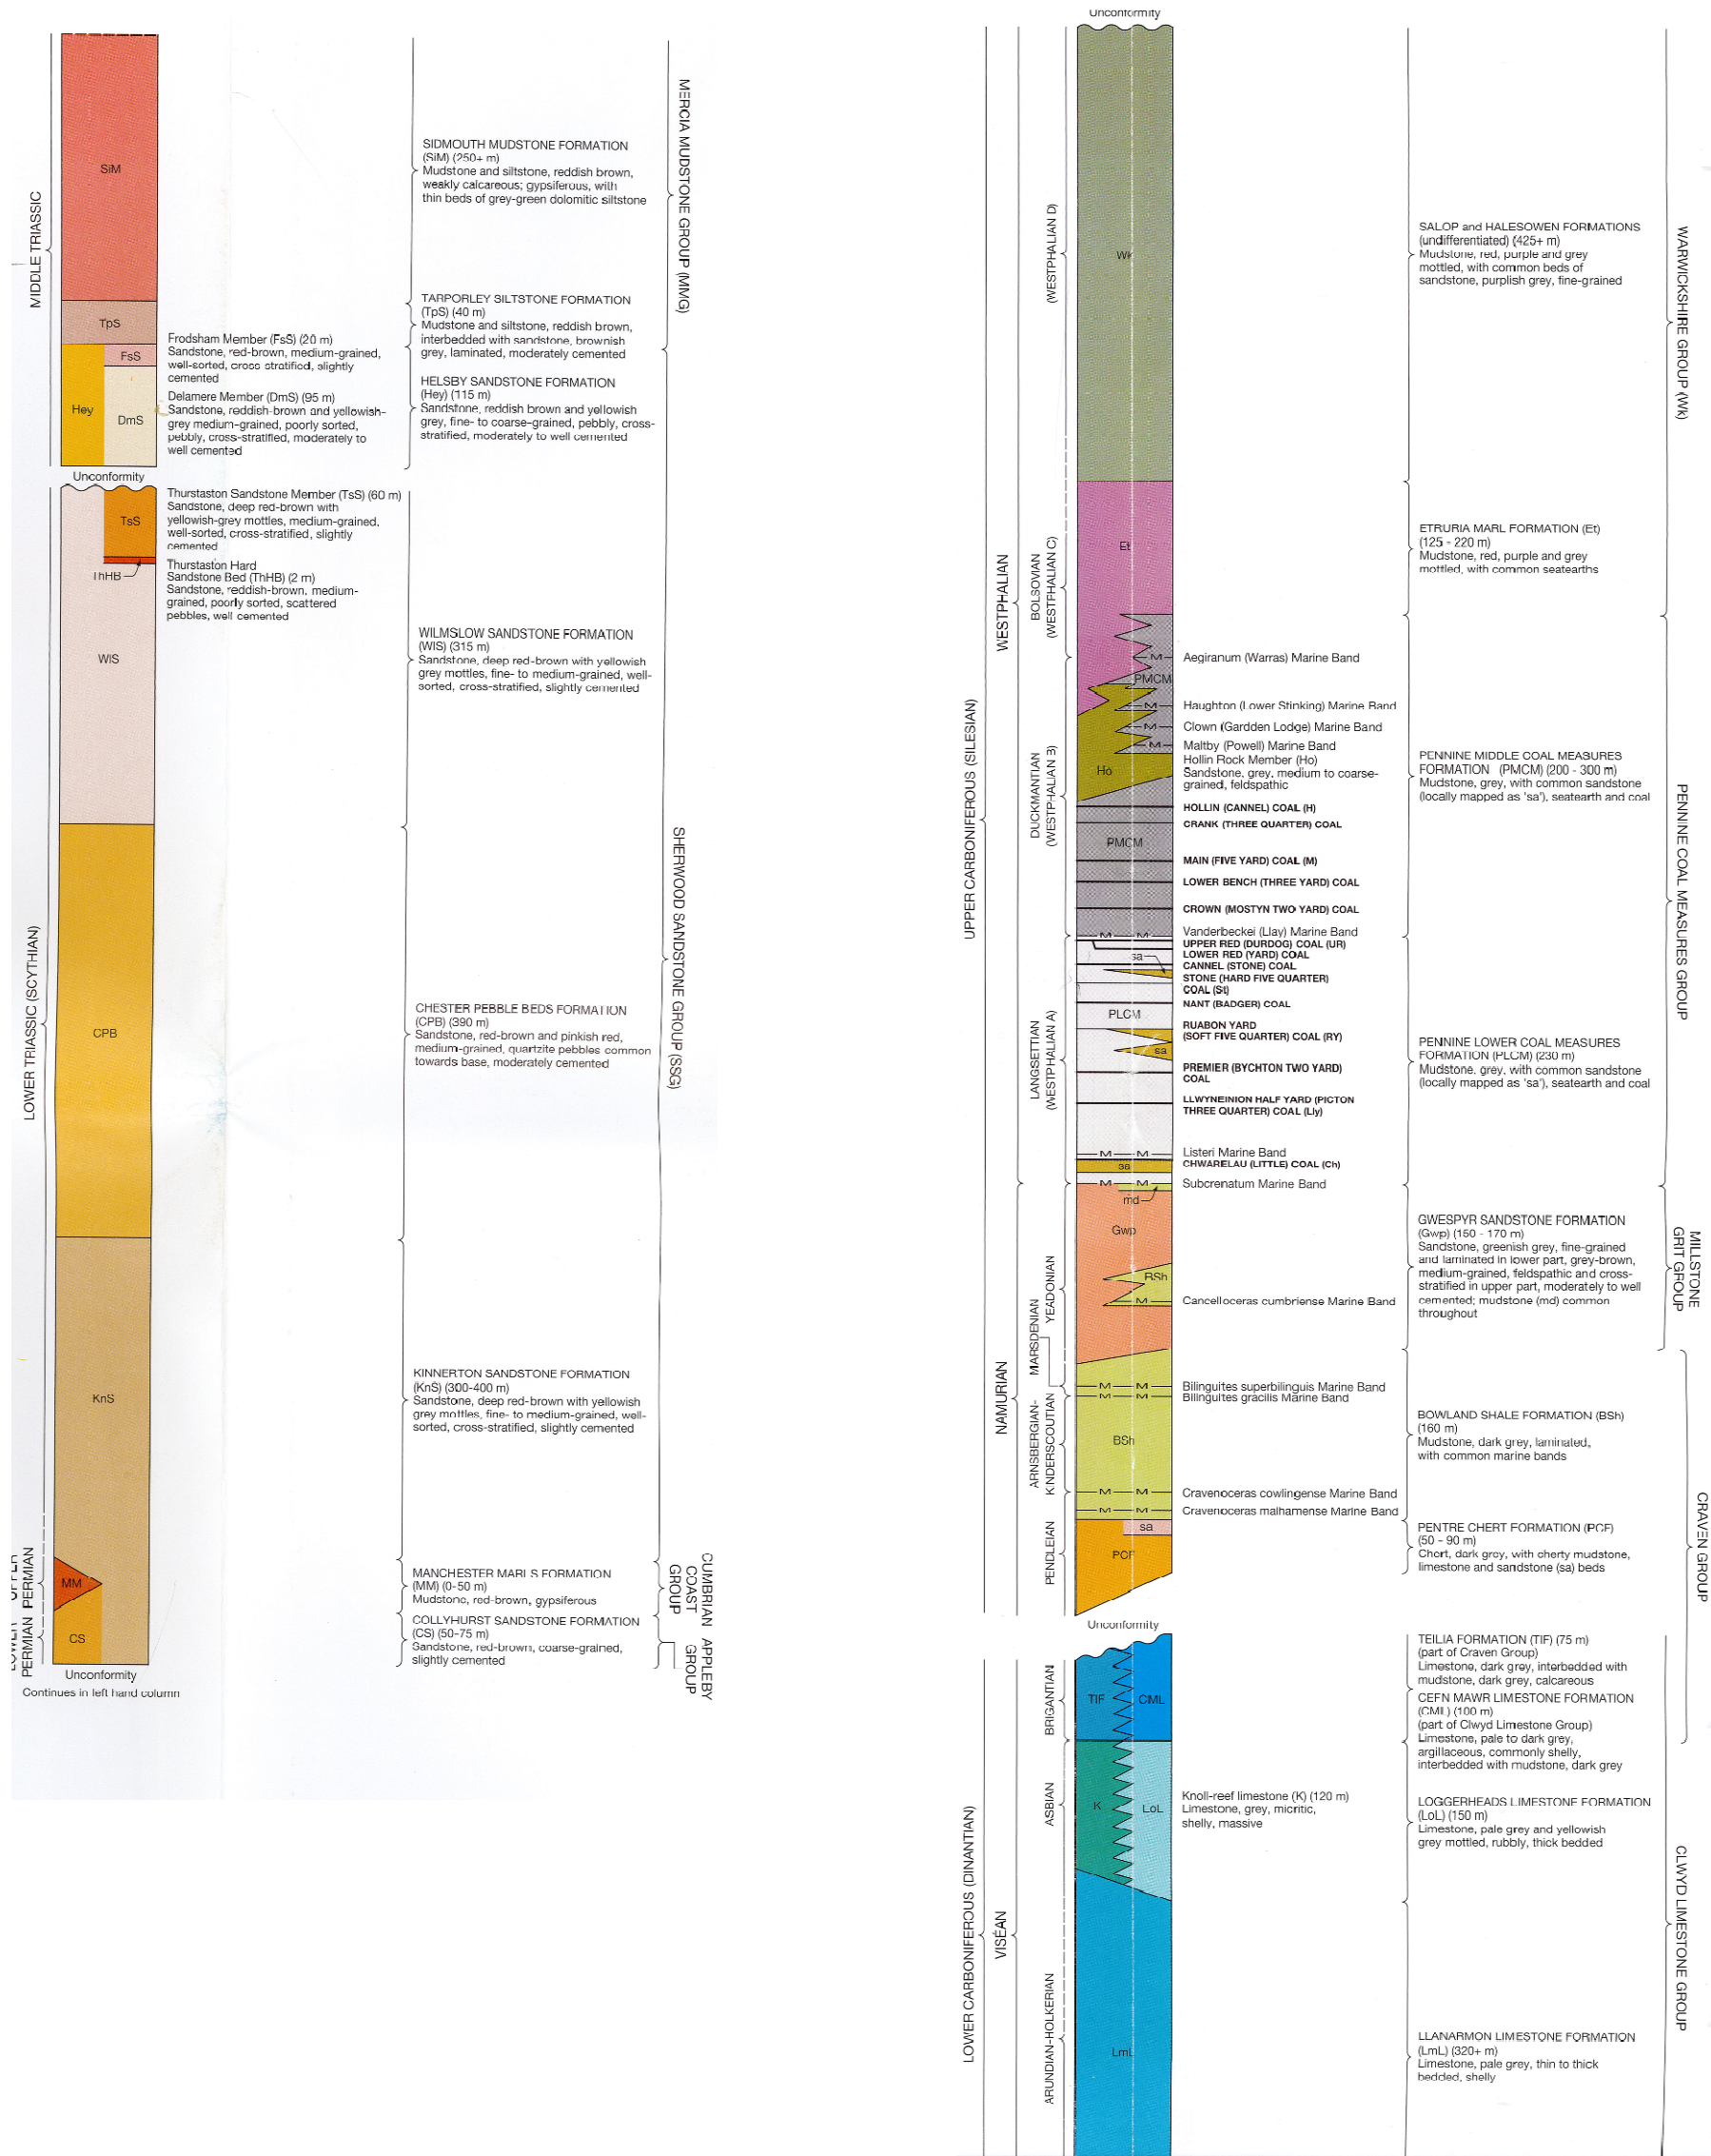 MIDDLE TRIASSIC
LOWER TRIASSIC (SCYTHIAN)
PERMIAN
PERMIAN
SiM
TpS
FsS
Hey
DmS
Unconformity
TsS
ThHB
WIS
CPB
KnS
MM
CS
Unconformity
Continues in left hand column
Frodsham Member (FsS) (20 m)
Sandstone, red-brown, medium-grained,
well-sorted, cross stratified, slightly
cemented
Delamere Member (DmS) (95 m)
Sandstone, reddish-brown and yellowish-
grey medium-grained, poorly sorted,
pebbly, cross-stratified, moderately to
well cemented
Thurstaston Sandstone Member (TsS) (60 m)
Sandstone, deep red-brown with
yellowish-grey mottles, medium-grained,
well-sorted, cross-stratified, slightly
cemented
Thurstaston Hard
Sandstone Bed (ThHB) (2 m)
Sandstone, reddish-brown, medium-
grained, poorly sorted, scattered
pebbles, well cemented
SIDMOUTH MUDSTONE FORMATION
(SiM) (250+ m)
Mudstone and siltstone, reddish brown,
weakly calcareous; gypsiferous, with
thin beds of grey-green dolomitic siltstone
TARPORLEY SILTSTONE FORMATION
(TpS) (40 m)
Mudstone and siltstone, reddish brown,
interbedded with sandstone, brownish
grey, laminated, moderately cemented
HELSBY SANDSTONE FORMATION
(Hey) (115 m)
Sandstone, reddish brown and yellowish
grey, fine- to coarse-grained, pebbly, cross-
stratified, moderately to well cemented
WILMSLOW SANDSTONE FORMATION
(WIS) (315 m)
Sandstone, deep red-brown with yellowish
grey mottles, fine- to medium-grained, well-
sorted, cross-stratified, slightly cemented
CHESTER PEBBLE BEDS FORMATION
(CPB) (390 m)
Sandstone, red-brown and pinkish red,
medium-grained, quartzite pebbles common
towards base, moderately cemented
KINNERTON SANDSTONE FORMATION
(KnS) (300-400 m)
Sandstone, deep red-brown with yellowish
grey mottles, fine- to medium-grained, well-
sorted, cross-stratified, slightly cemented
MANCHESTER MARLS FORMATION
(MM) (0-50 m)
Mudstone, red-brown, gypsiferous
COLLYHURST SANDSTONE FORMATION
(CS) (50-75 m)
Sandstone, red-brown, coarse-grained,
slightly cemented
MERCIA MUDSTONE GROUP (MMG)
SHERWOOD SANDSTONE GROUP (SSG)
CUMBRIAN
COAST
GROUP
APPLEBY
GROUP
UPPER CARBONIFEROUS (SILESIAN)
LOWER CARBONIFEROUS (DINANTIAN)
WESTPHALIAN
NAMURIAN
VISÉAN
(WESTPHALIAN D)
BOLSOVIAN
(WESTPHALIAN C)
DUCKMANTIAN
(WESTPHALIAN B)
LANGSETTIAN
(WESTPHALIAN A)
YEADONIAN
MARSDENIAN
ARNSBERGIAN-
KINDERSCOUTIAN
PENDLEIAN
BRIGANTIAN
ASBIAN
ARUNDIAN-HOLKERIAN
Unconformity
Wk
Et
M
PMCM
M
M
M
Ho
PMCM
M M
sa
PLCM
sa
M M
sa
M M
md
Gwp
BSh
M
M M
M M
BSh
M M
M M
sa
PCF
Unconformity
TIF
CML
K
LoL
LmL
Aegiranum (Warras) Marine Band
Haughton (Lower Stinking) Marine Band
Clown (Gardden Lodge) Marine Band
Maltby (Powell) Marine Band
Hollin Rock Member (Ho)
Sandstone, grey, medium to coarse-
grained, feldspathic
HOLLIN (CANNEL) COAL (H)
CRANK (THREE QUARTER) COAL
MAIN (FIVE YARD) COAL (M)
LOWER BENCH (THREE YARD) COAL
CROWN (MOSTYN TWO YARD) COAL
Vanderbeckei (Llay) Marine Band
UPPER RED (DURDOG) COAL (UR)
LOWER RED (YARD) COAL
CANNEL (STONE) COAL
STONE (HARD FIVE QUARTER)
COAL (St)
NANT (BADGER) COAL
RUABON YARD
(SOFT FIVE QUARTER) COAL (RY)
PREMIER (BYCHTON TWO YARD)
COAL
LLWYNEINION HALF YARD (PICTON
THREE QUARTER) COAL (Lly)
Listeri Marine Band
CHWARELAU (LITTLE) COAL (Ch)
Subcrenatum Marine Band
Cancelloceras cumbriense Marine Band
Bilinguites superbilinguis Marine Band
Bilinguites gracilis Marine Band
Cravenoceras cowlingense Marine Band
Cravenoceras malhamense Marine Band
Knoll-reef limestone (K) (120 m)
Limestone, grey, micritic,
shelly, massive
SALOP and HALESOWEN FORMATIONS
(undifferentiated) (425+ m)
Mudstone, red, purple and grey
mottled, with common beds of
sandstone, purplish grey, fine-grained
ETRURIA MARL FORMATION (Et)
(125 - 220 m)
Mudstone, red, purple and grey
mottled, with common seatearths
PENNINE MIDDLE COAL MEASURES
FORMATION (PMCM) (200 - 300 m)
Mudstone, grey, with common sandstone
(locally mapped as 'sa'), seatearth and coal
PENNINE LOWER COAL MEASURES
FORMATION (PLCM) (230 m)
Mudstone, grey, with common sandstone
(locally mapped as 'sa'), seatearth and coal
GWESPYR SANDSTONE FORMATION
(Gwp) (150 - 170 m)
Sandstone, greenish grey, fine-grained
and laminated in lower part, grey-brown,
medium-grained, feldspathic and cross-
stratified in upper part, moderately to well
cemented; mudstone (md) common
throughout
BOWLAND SHALE FORMATION (BSh)
(160 m)
Mudstone, dark grey, laminated,
with common marine bands
PENTRE CHERT FORMATION (PCF)
(50 - 90 m)
Chert, dark grey, with cherty mudstone,
limestone and sandstone (sa) beds
TEILIA FORMATION (TIF) (75 m)
(part of Craven Group)
Limestone, dark grey, interbedded with
mudstone, dark grey, calcareous
CEFN MAWR LIMESTONE FORMATION
(CML) (100 m)
(part of Clwyd Limestone Group)
Limestone, pale to dark grey,
argillaceous, commonly shelly,
interbedded with mudstone, dark grey
LOGGERHEADS LIMESTONE FORMATION
(LoL) (150 m)
Limestone, pale grey and yellowish
grey mottled, rubbly, thick bedded
LLANARMON LIMESTONE FORMATION
(LmL) (320+ m)
Limestone, pale grey, thin to thick
bedded, shelly
WARWICKSHIRE GROUP (Wk)
PENNINE COAL MEASURES GROUP
MILLSTONE
GRIT GROUP
CRAVEN GROUP
CLWYD LIMESTONE GROUP